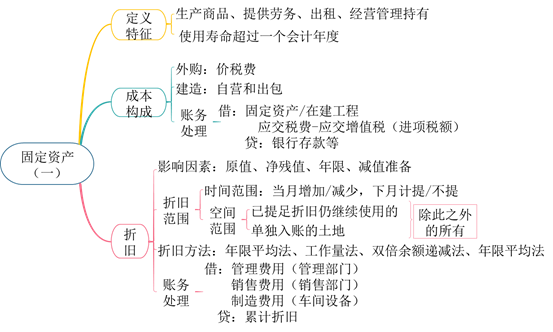 固定资产
（一）
定义
特征
生产商品、提供劳务、出租、经营管理持有
使用寿命超过一个会计年度
成本
构成
外购：价税费
建造：自营和出包
账务
处理
借：固定资产/在建工程
应交税费-应交增值税（进项税额）
贷：银行存款等
折
旧
影响因素：原值、净残值、年限、减值准备
折旧
范围
时间范围：当月增加/减少，下月计提/不提
空间
范围
已提足折旧仍继续使用的
单独入账的土地
除此之外
的所有
折旧方法：年限平均法、工作量法、双倍余额递减法、年限平均法
账务
处理
借：管理费用（管理部门）
销售费用（销售部门）
制造费用（车间设备）
贷：累计折旧